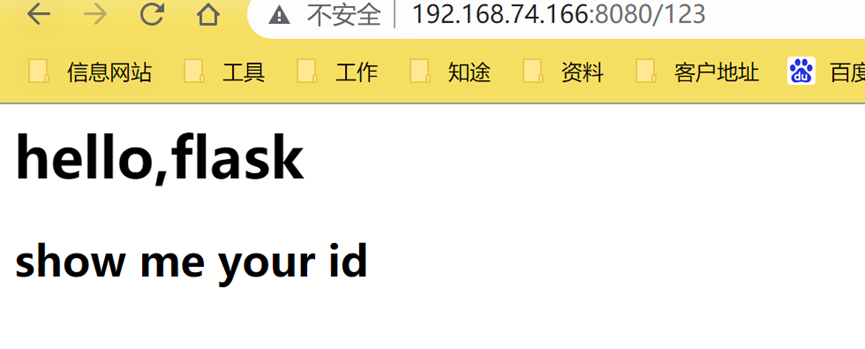 不安全 | 192.168.74.166:8080/123
信息网站 工具 工作 知途 资料 客户地址 du 百度
hello,flask
show me your id